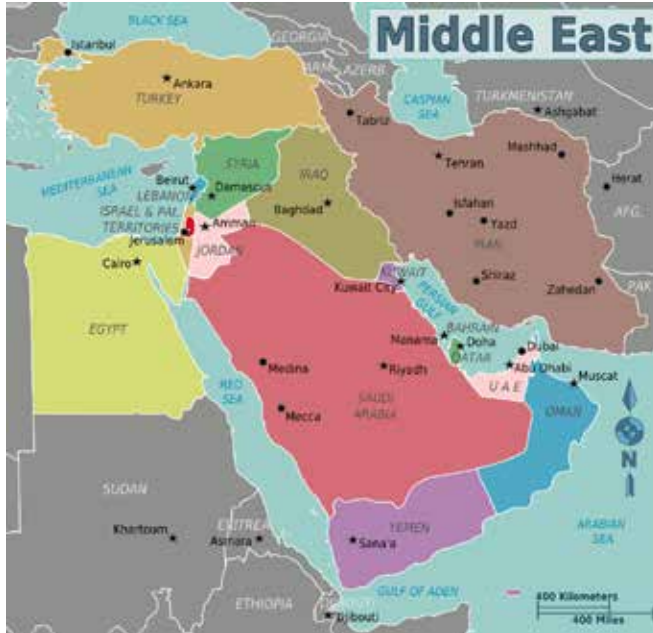 Middle East
BLACK SEA
Istanbul
GEORGIA
ARM.
AZERB.
CASPIAN
SEA
TURKMENISTAN
Ashgabat
Ankara
TURKEY
Tabriz
Tehran
Mashhad
Herat
AFG.
MEDITERRANEAN
SEA
SYRIA
Beirut
LEBANON
Damascus
ISRAEL & PAL.
TERRITORIES
Jerusalem
Amman
JORDAN
IRAQ
Baghdad
Isfahan
Yazd
IRAN
Shiraz
Zahedan
PAK
Cairo
EGYPT
KUWAIT
Kuwait City
PERSIAN
GULF
BAHRAIN
Manama
Doha
QATAR
Dubai
Abu Dhabi
U A E
Muscat
OMAN
Medina
Riyadh
RED
SEA
Mecca
SAUDI
ARABIA
N
SUDAN
Khartoum
ERITREA
Asmara
YEMEN
Sana'a
ARABIAN
SEA
GULF OF ADEN
ETHIOPIA
Djibouti
400 Kilometers
400 Miles